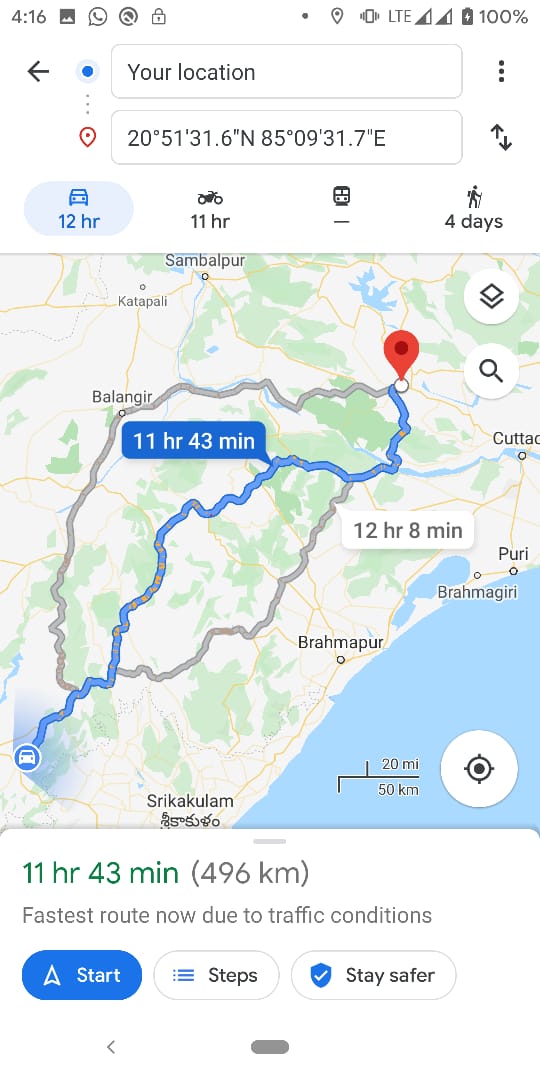 4:16
LTE
100%
Your location
20°51'31.6"N 85°09'31.7"E
12 hr
11 hr
—
4 days
Sambalpur
Katapali
Balangir
11 hr 43 min
Cuttac
12 hr 8 min
Puri
Brahmagiri
Brahmapur
20 mi
50 km
Srikakulam
శ్రీకాకుళం
11 hr 43 min (496 km)
Fastest route now due to traffic conditions
Start
Steps
Stay safer